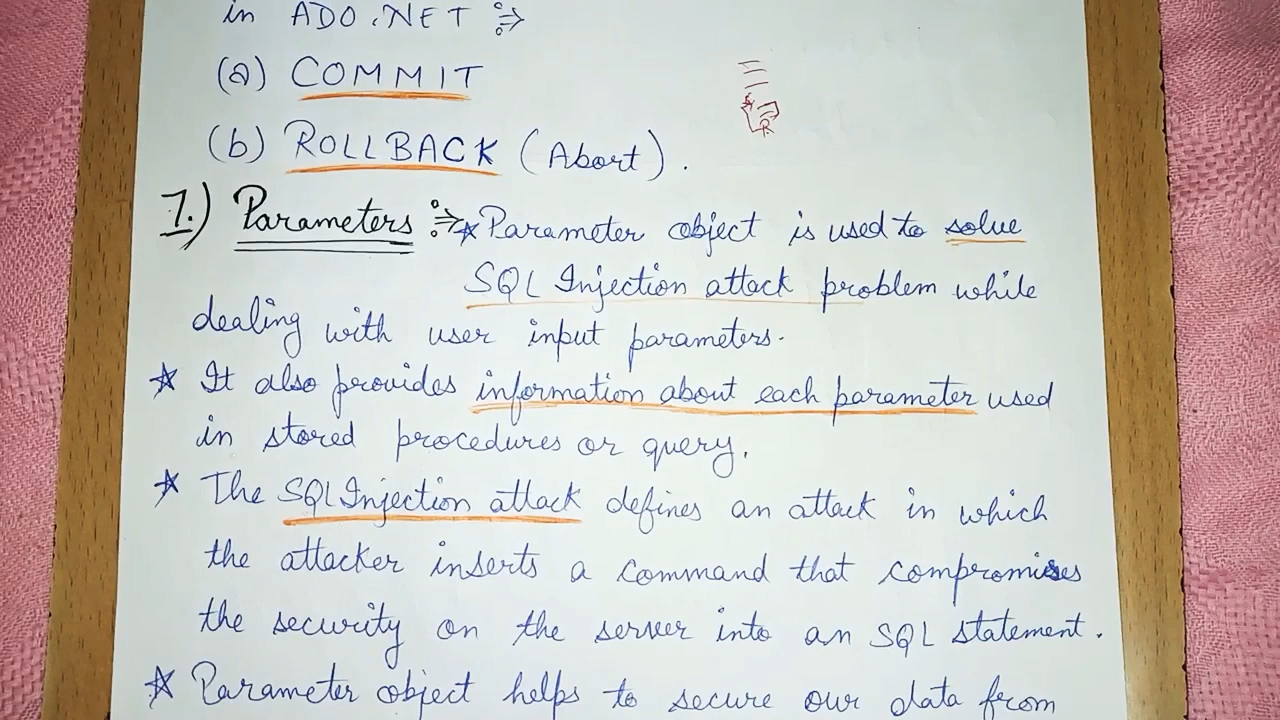 in ADO.NET :⇒
(a) COMMIT
(b) ROLLBACK (Abort).
7.) Parameters :⇒ * Parameter object is used to solve
SQL Injection attack problem while
dealing with user input parameters.
* It also provides information about each parameter used
in stored procedures or query.
* The SQL Injection attack defines an attack in which
the attacker inserts a command that compromises
the security on the server into an SQL statement.
* Parameter object helps to secure our data from